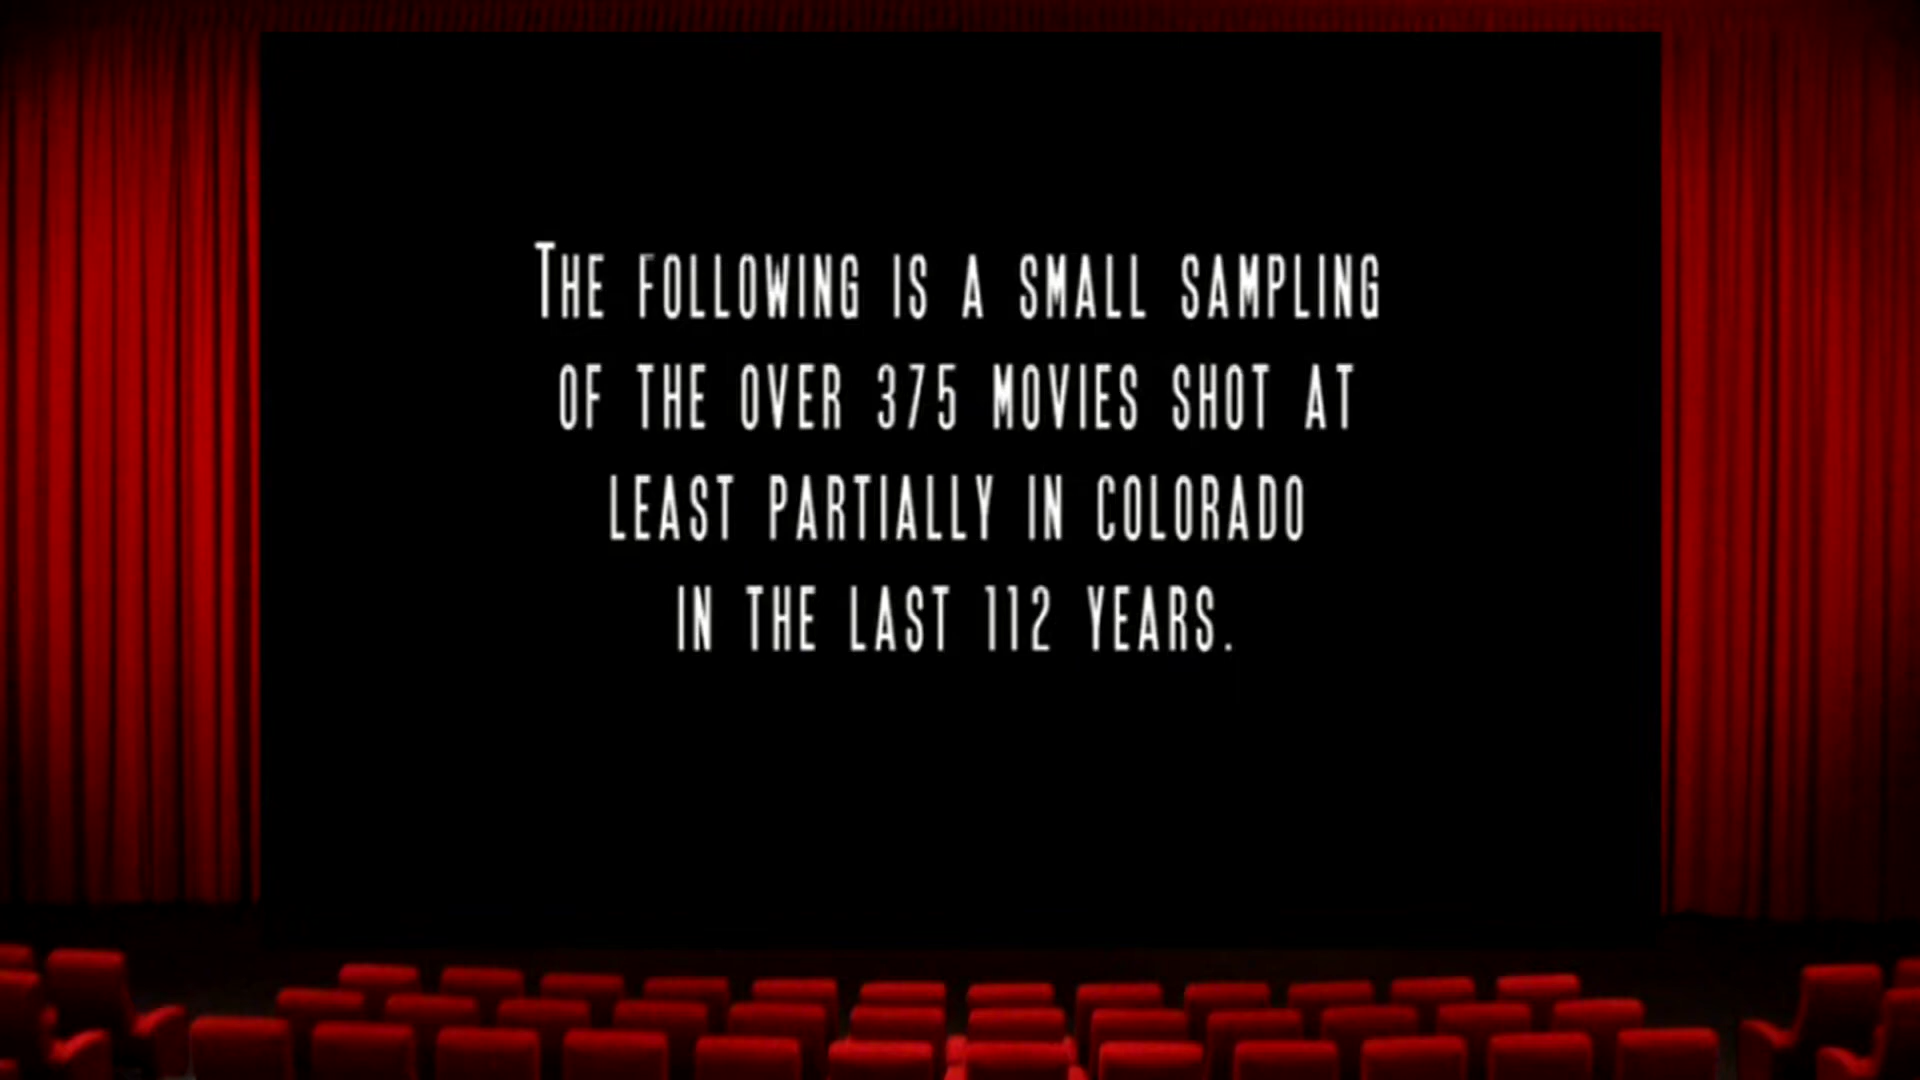 The following is a small sampling
of the over 375 movies shot at
least partially in Colorado
in the last 112 years.